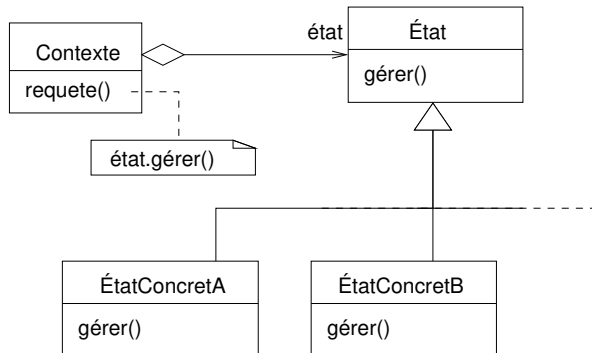 Contexte
requete()
état
État
gérer()
état.gérer()
ÉtatConcretA
gérer()
ÉtatConcretB
gérer()